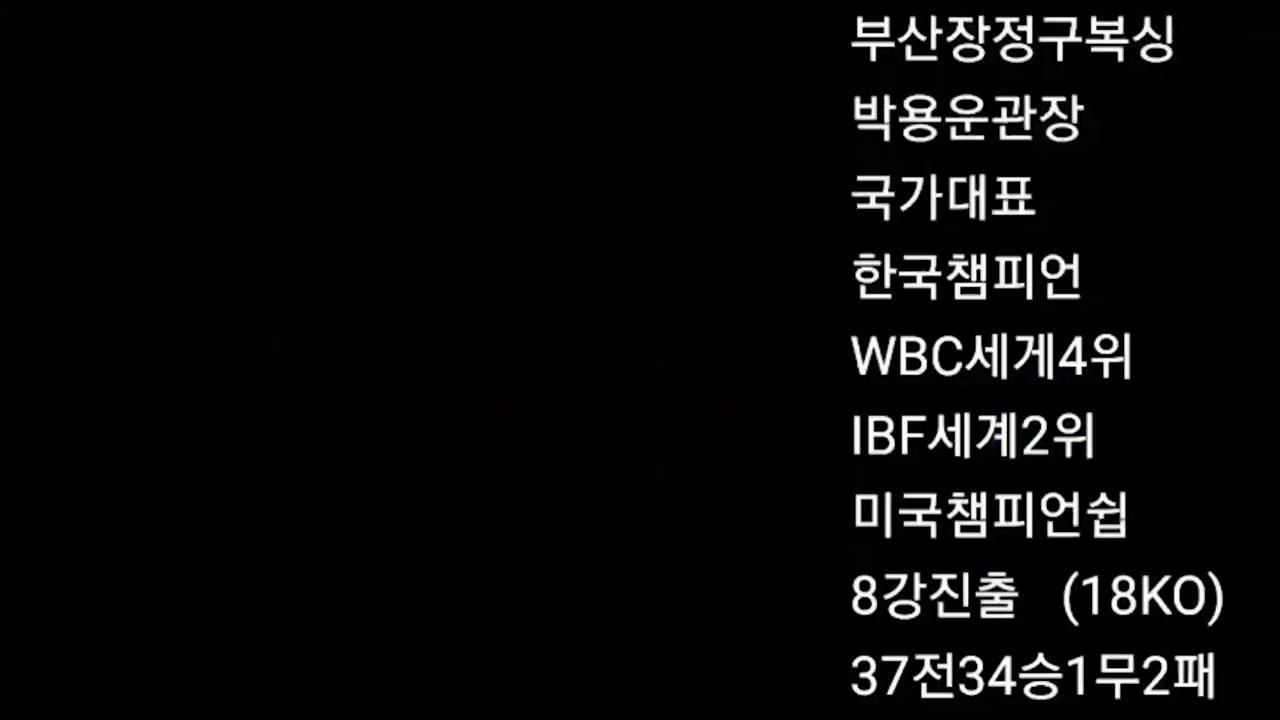 부산장정구복싱
박용운관장
국가대표
한국챔피언
WBC세게4위
IBF세계2위
미국챔피언쉽
8강진출 (18KO)
37전34승1무2패